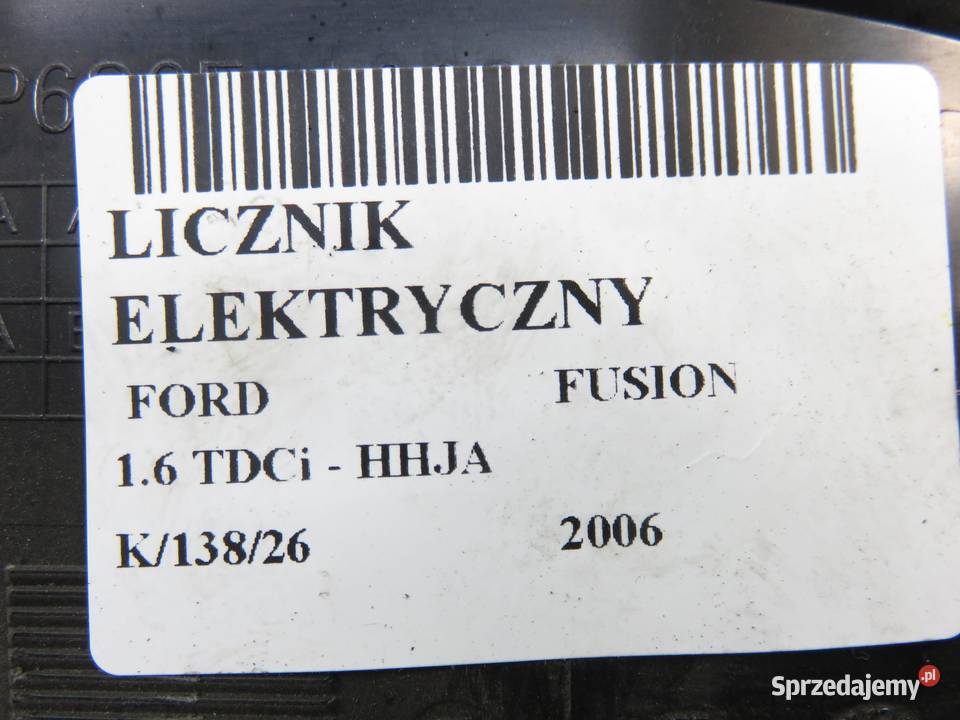 LICZNIK
ELEKTRYCZNY
FORD FUSION
1.6 TDCi - HHJA
K/138/26 2006
Sprzedajemy.pl